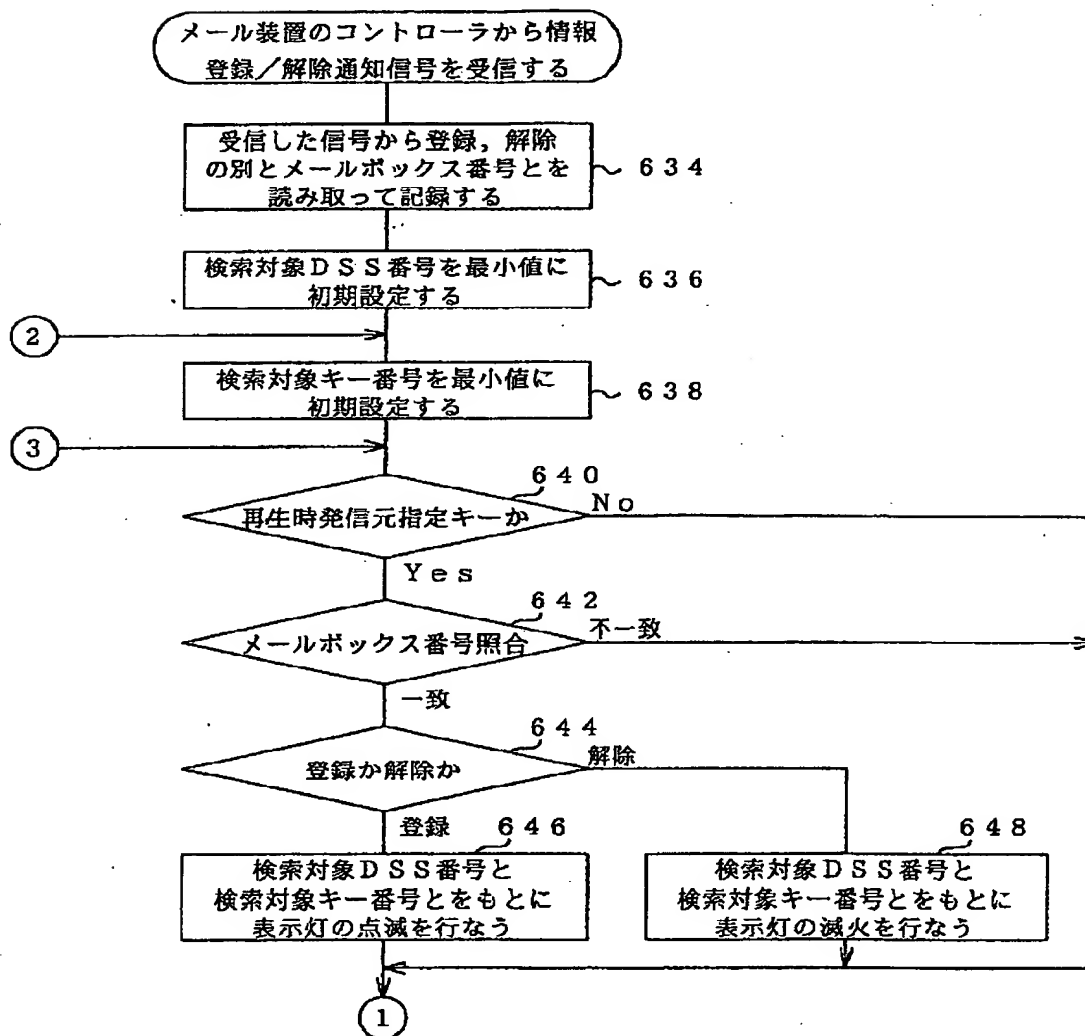 メール装置のコントローラから情報
登録／解除通知信号を受信する
受信した信号から登録，解除
の別とメールボックス番号とを
読み取って記録する
634
検索対象DSS番号を最小値に
初期設定する
636
2
検索対象キー番号を最小値に
初期設定する
638
3
640
再生時発信元指定キーか
No
Yes
642
メールボックス番号照合
不一致
一致
644
登録か解除か
解除
登録
646
検索対象DSS番号と
検索対象キー番号とをもとに
表示灯の点滅を行なう
648
検索対象DSS番号と
検索対象キー番号とをもとに
表示灯の滅火を行なう
1